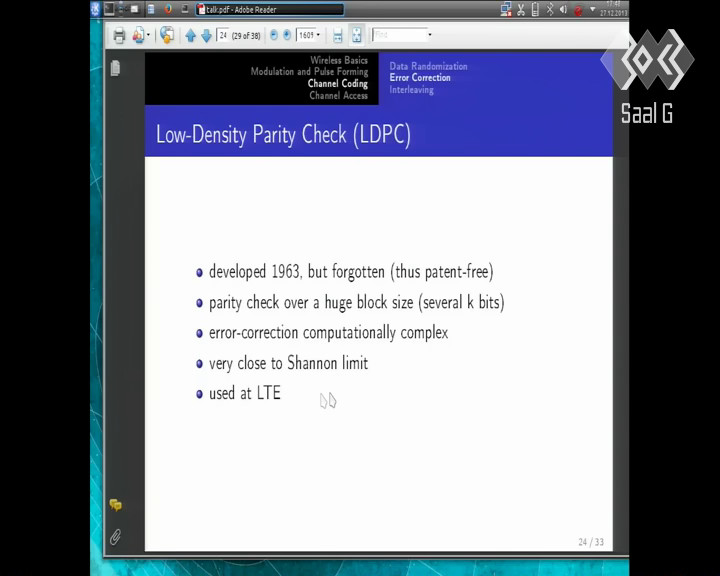 talk.pdf - Adobe Reader
27.12.2013
24 (29 of 38)
160%
Find
Wireless Basics
Modulation and Pulse Forming
Channel Coding
Channel Access
Data Randomization
Error Correction
Interleaving
Saal G
Low-Density Parity Check (LDPC)
developed 1963, but forgotten (thus patent-free)
parity check over a huge block size (several k bits)
error-correction computationally complex
very close to Shannon limit
used at LTE
24 / 33